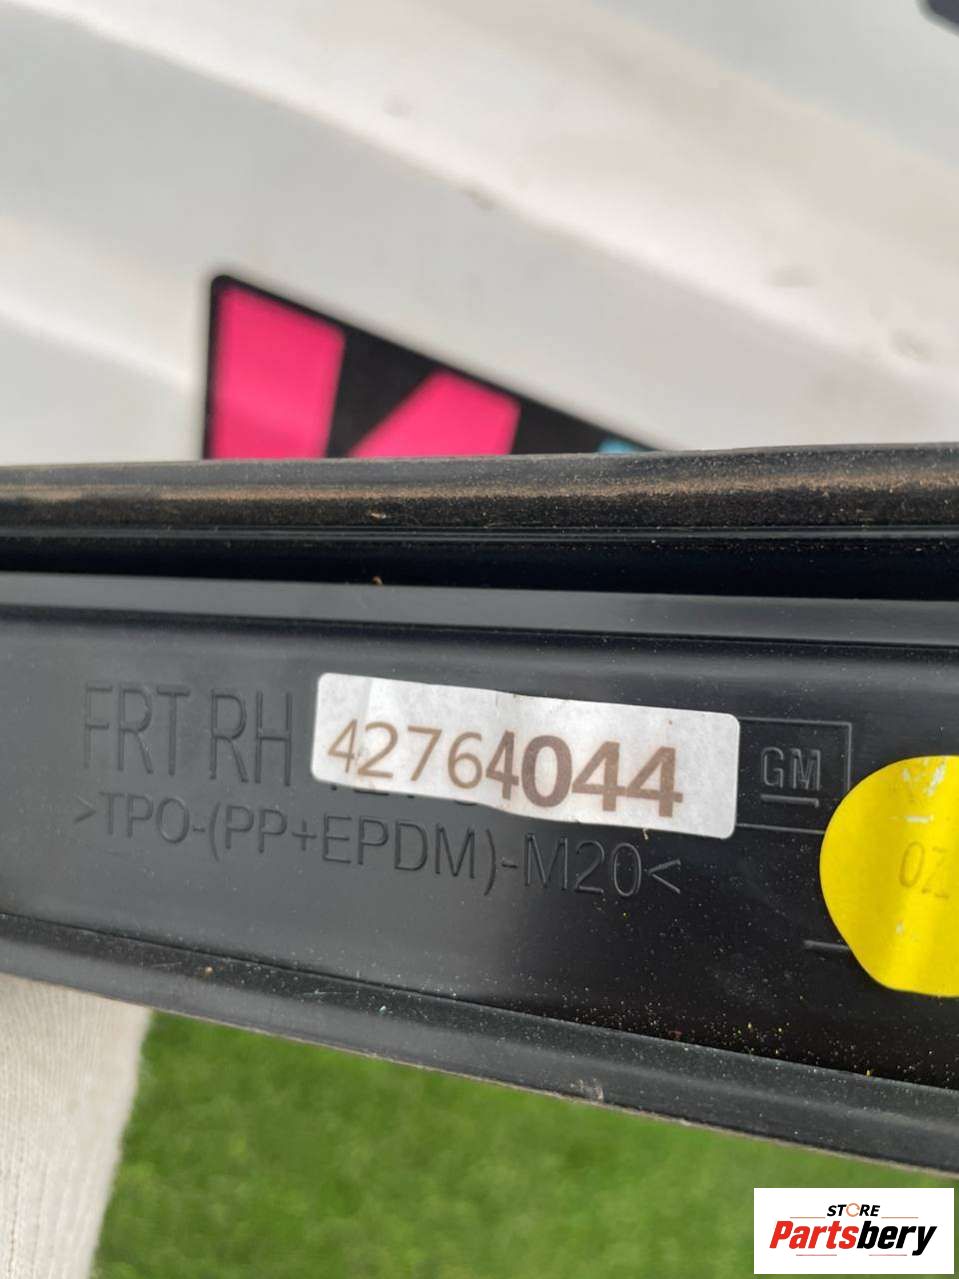 FRT RH 42764044 GM
>TPO-(PP+EPDM)-M20<
STORE
Partsbery